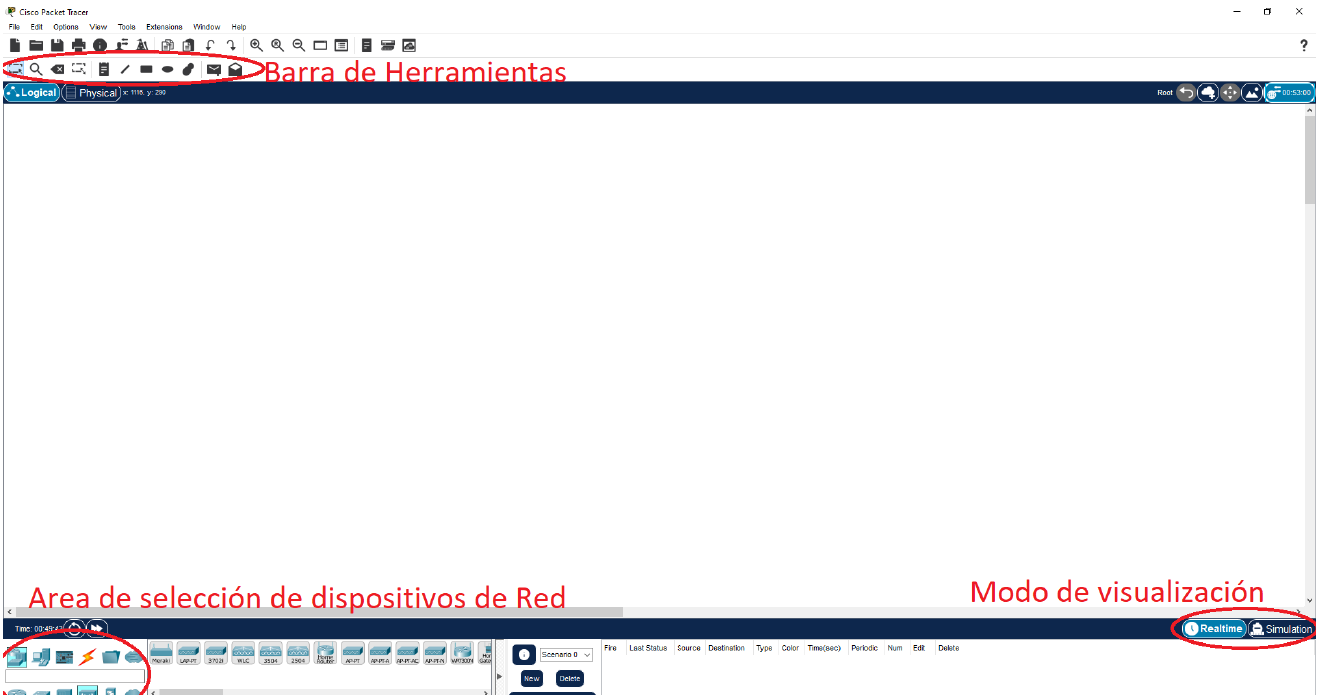 Cisco Packet Tracer
File Edit Options View Tools Extensions Window Help
?
Barra de Herramientas
Logical Physical x: 1116, y: 290 Root 00:53:00
Area de selección de dispositivos de Red
Modo de visualización
Time: 00:49:4 Realtime Simulation
Meraki LAP-PT 3702i WLC 3504 2504 Home Router AP-PT AP-PT-A AP-PT-AC AP-PT-N WRT300N
Scenario 0
Fire Last Status Source Destination Type Color Time(sec) Periodic Num Edit Delete
New Delete